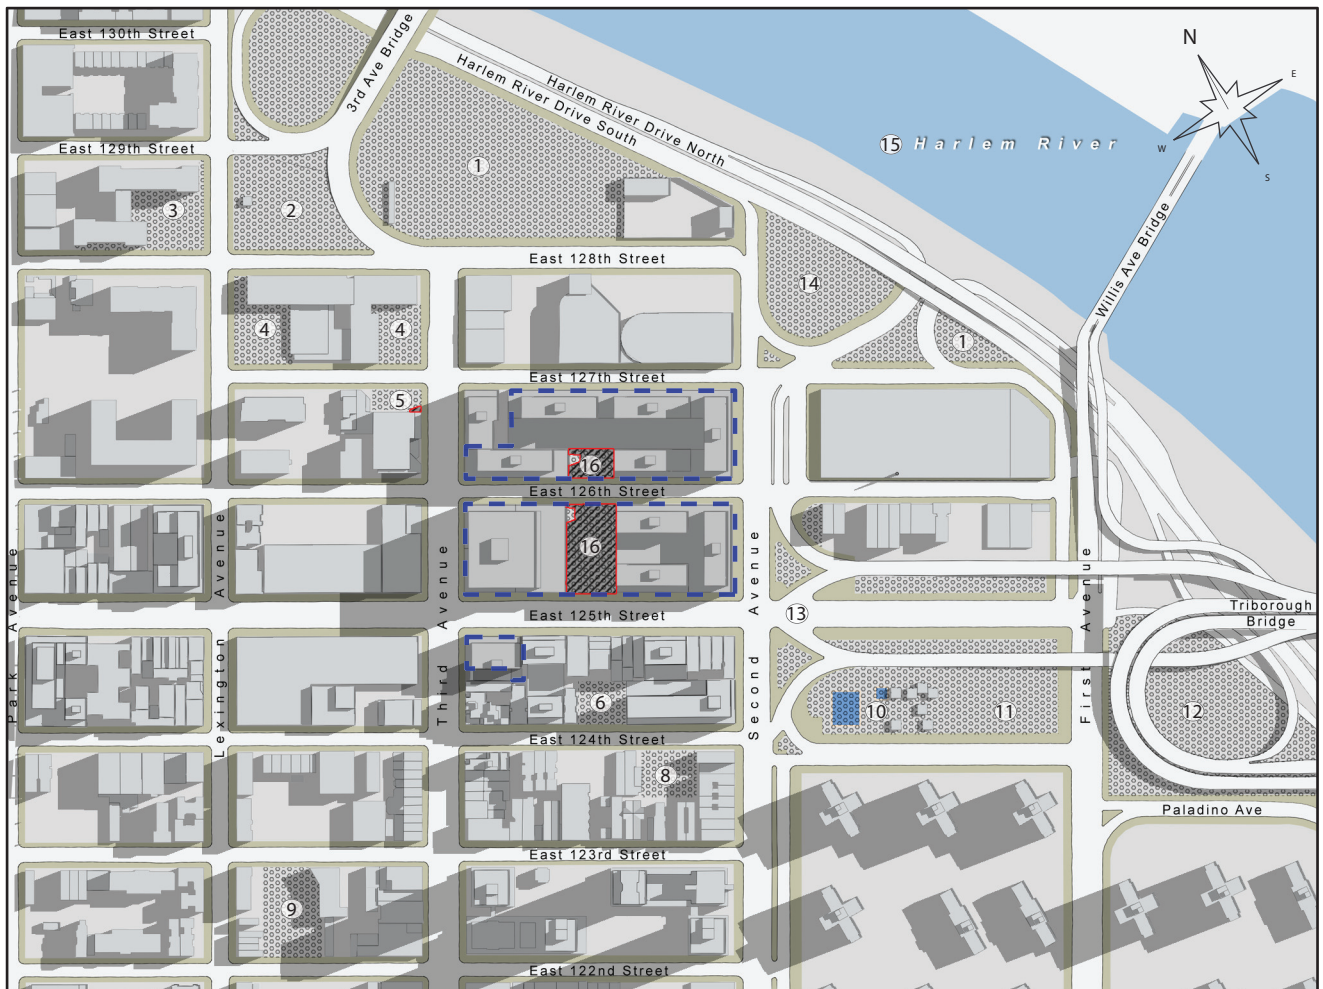 East 130th Street
3rd Ave Bridge
Harlem River Drive North
Harlem River Drive South
N
E
W
S
15 Harlem River
East 129th Street
1
3
2
Willis Ave Bridge
East 128th Street
14
4
4
1
East 127th Street
5
16
East 126th Street
16
Park Avenue
Lexington Avenue
Third Avenue
Second Avenue
First Avenue
East 125th Street
13
Triborough
Bridge
6
10
11
12
East 124th Street
8
Paladino Ave
East 123rd Street
9
East 122nd Street